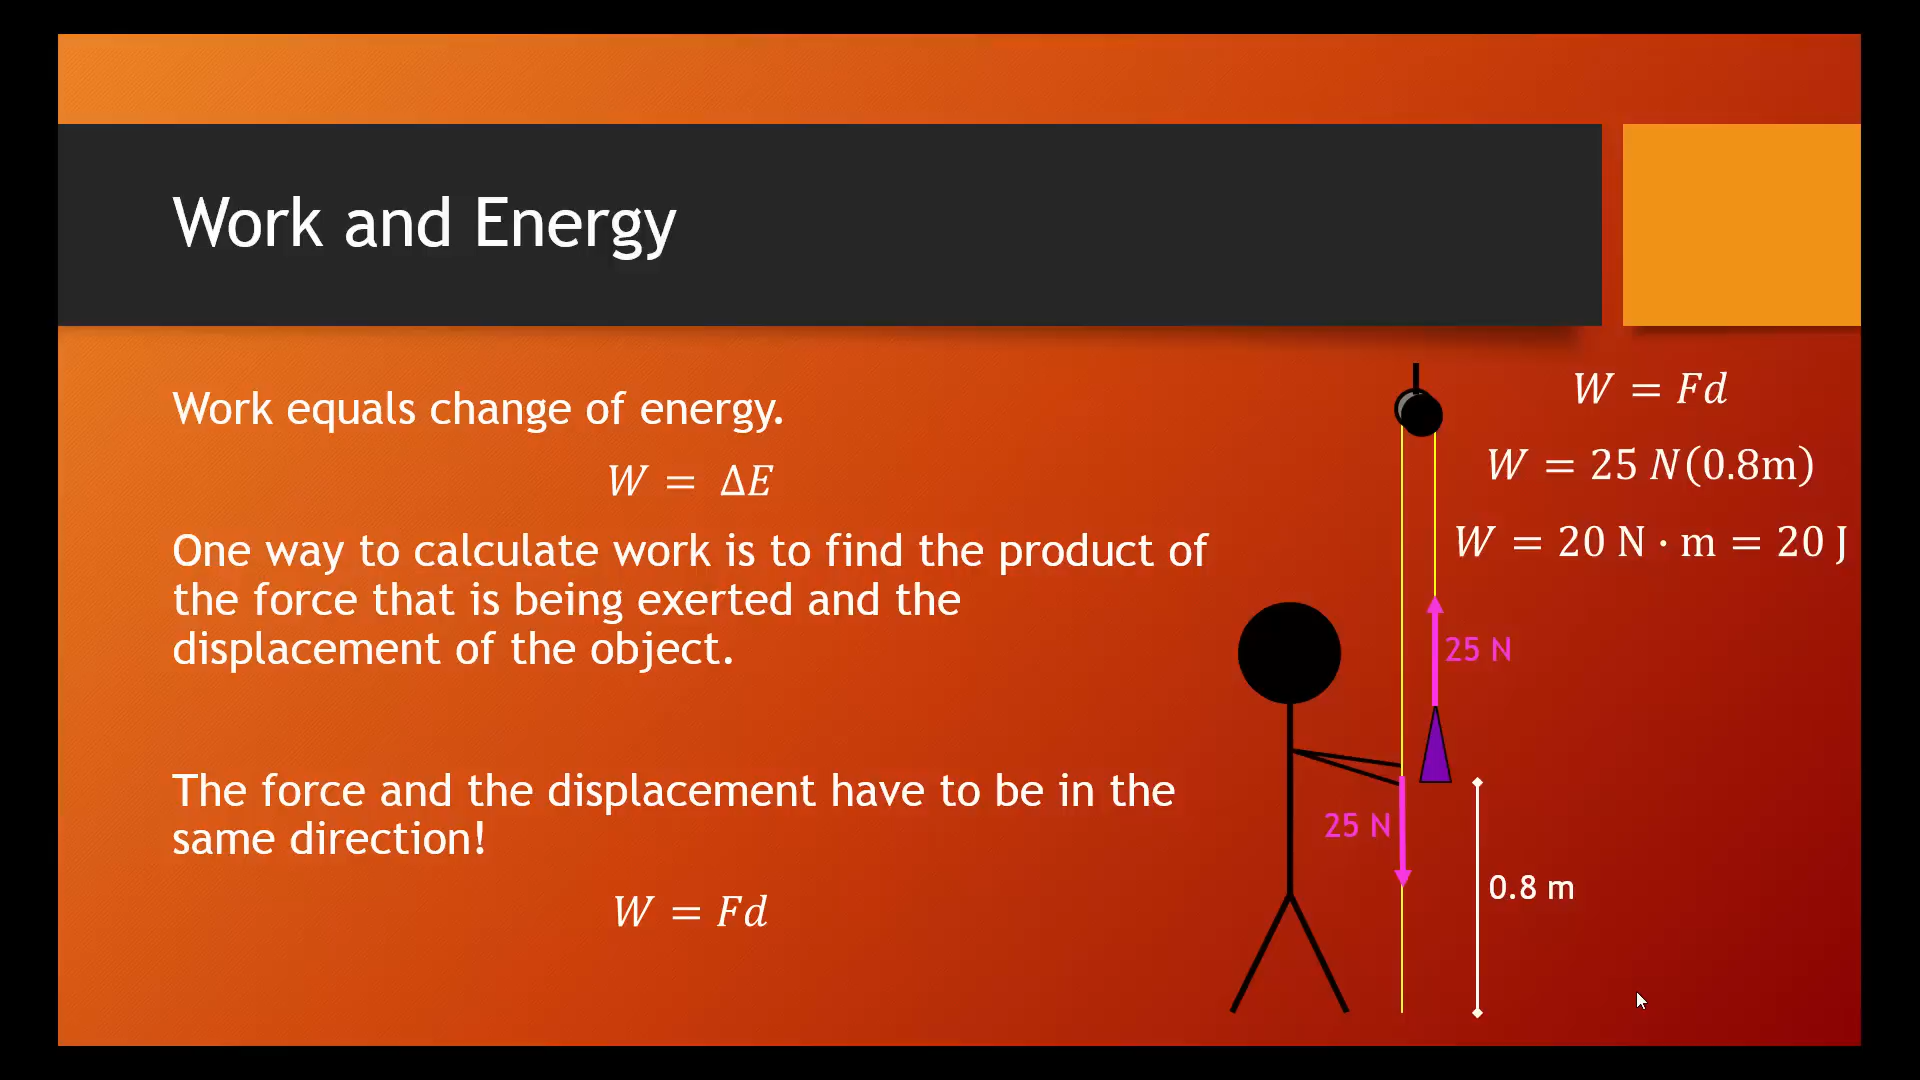 Work and Energy
Work equals change of energy.
W = ΔE
One way to calculate work is to find the product of
the force that is being exerted and the
displacement of the object.
The force and the displacement have to be in the
same direction!
W = Fd
W = Fd
W = 25 N(0.8m)
W = 20 N · m = 20 J
25 N
25 N
0.8 m